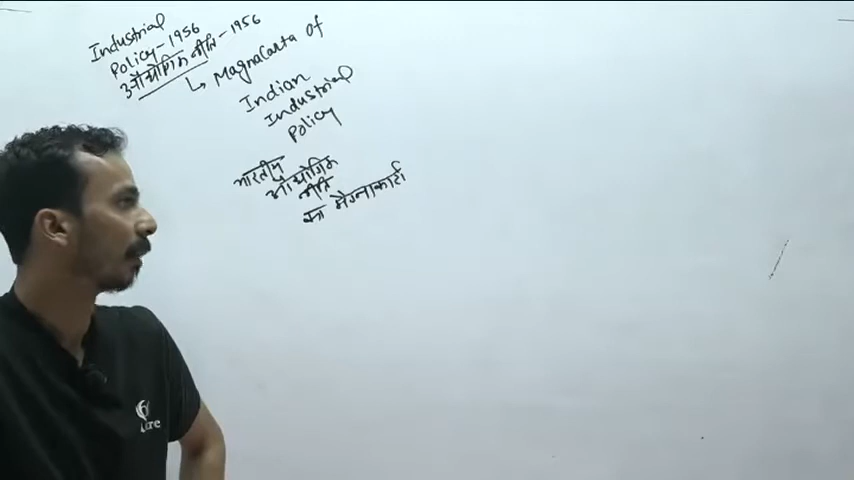 Industrial
Policy-1956
औद्योगिक नीति-1956
↳ MagnaCarta of
Indian
Industrial
Policy
भारतीय
औद्योगिक
नीति
का मैग्नाकार्टा